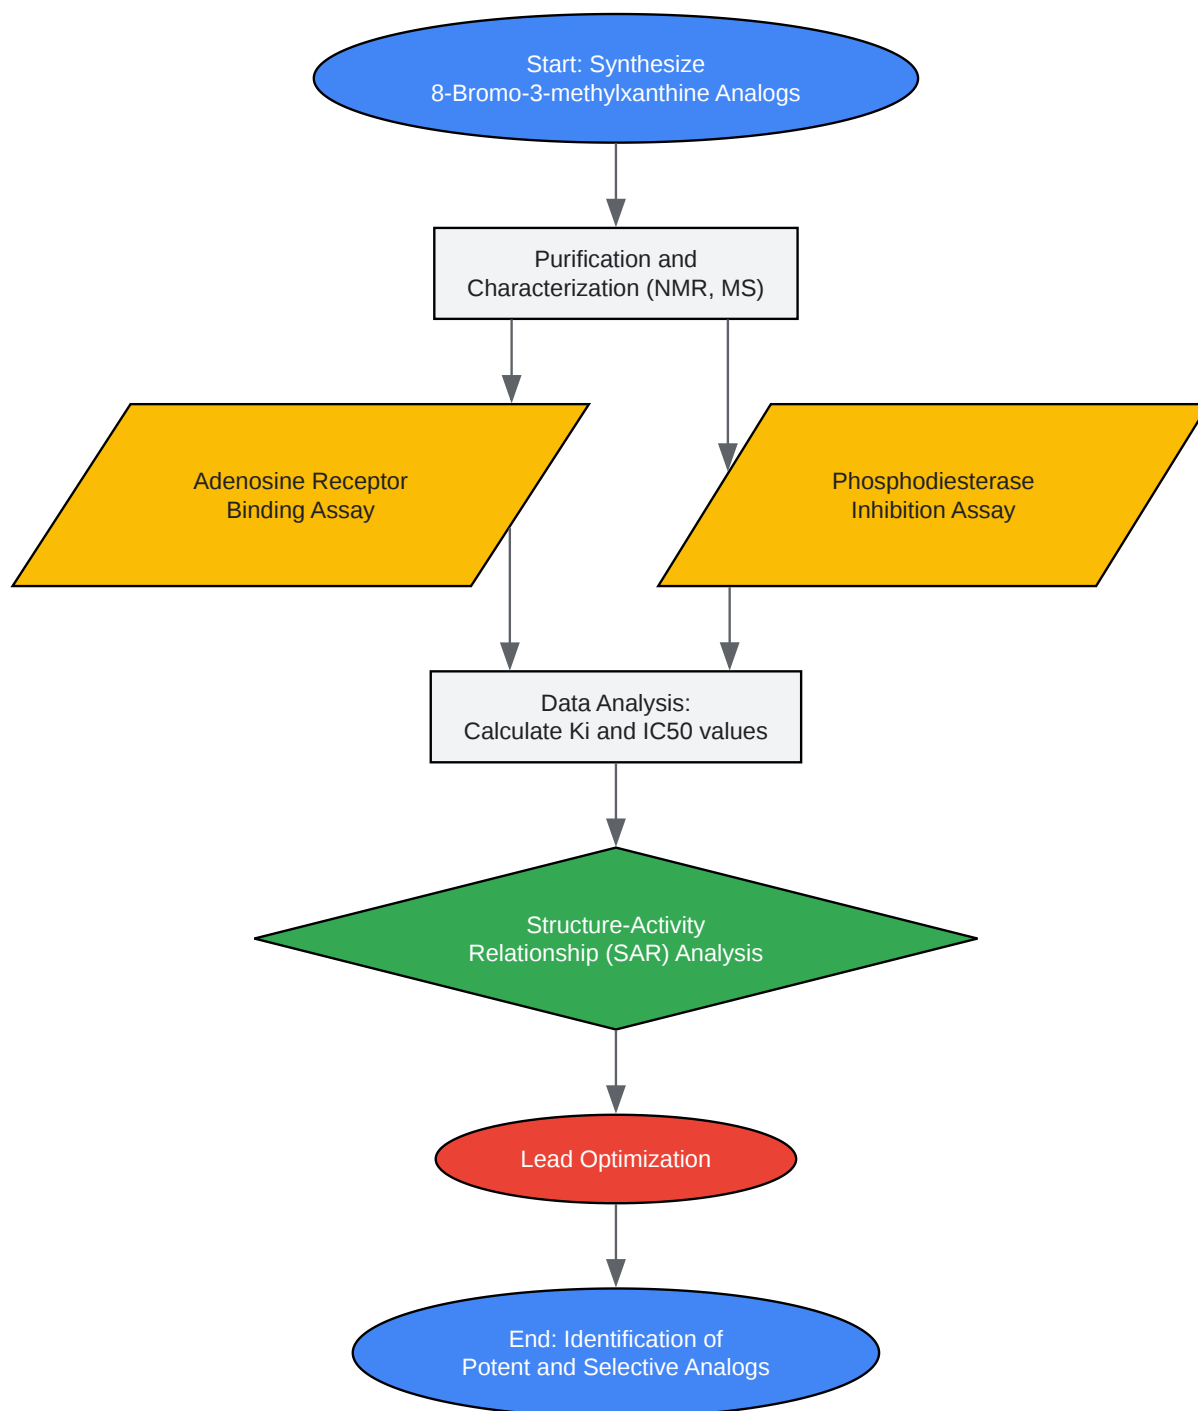 Start: Synthesize
8-Bromo-3-methylxanthine Analogs
Purification and
Characterization (NMR, MS)
Adenosine Receptor
Binding Assay
Phosphodiesterase
Inhibition Assay
Data Analysis:
Calculate Ki and IC50 values
Structure-Activity
Relationship (SAR) Analysis
Lead Optimization
End: Identification of
Potent and Selective Analogs